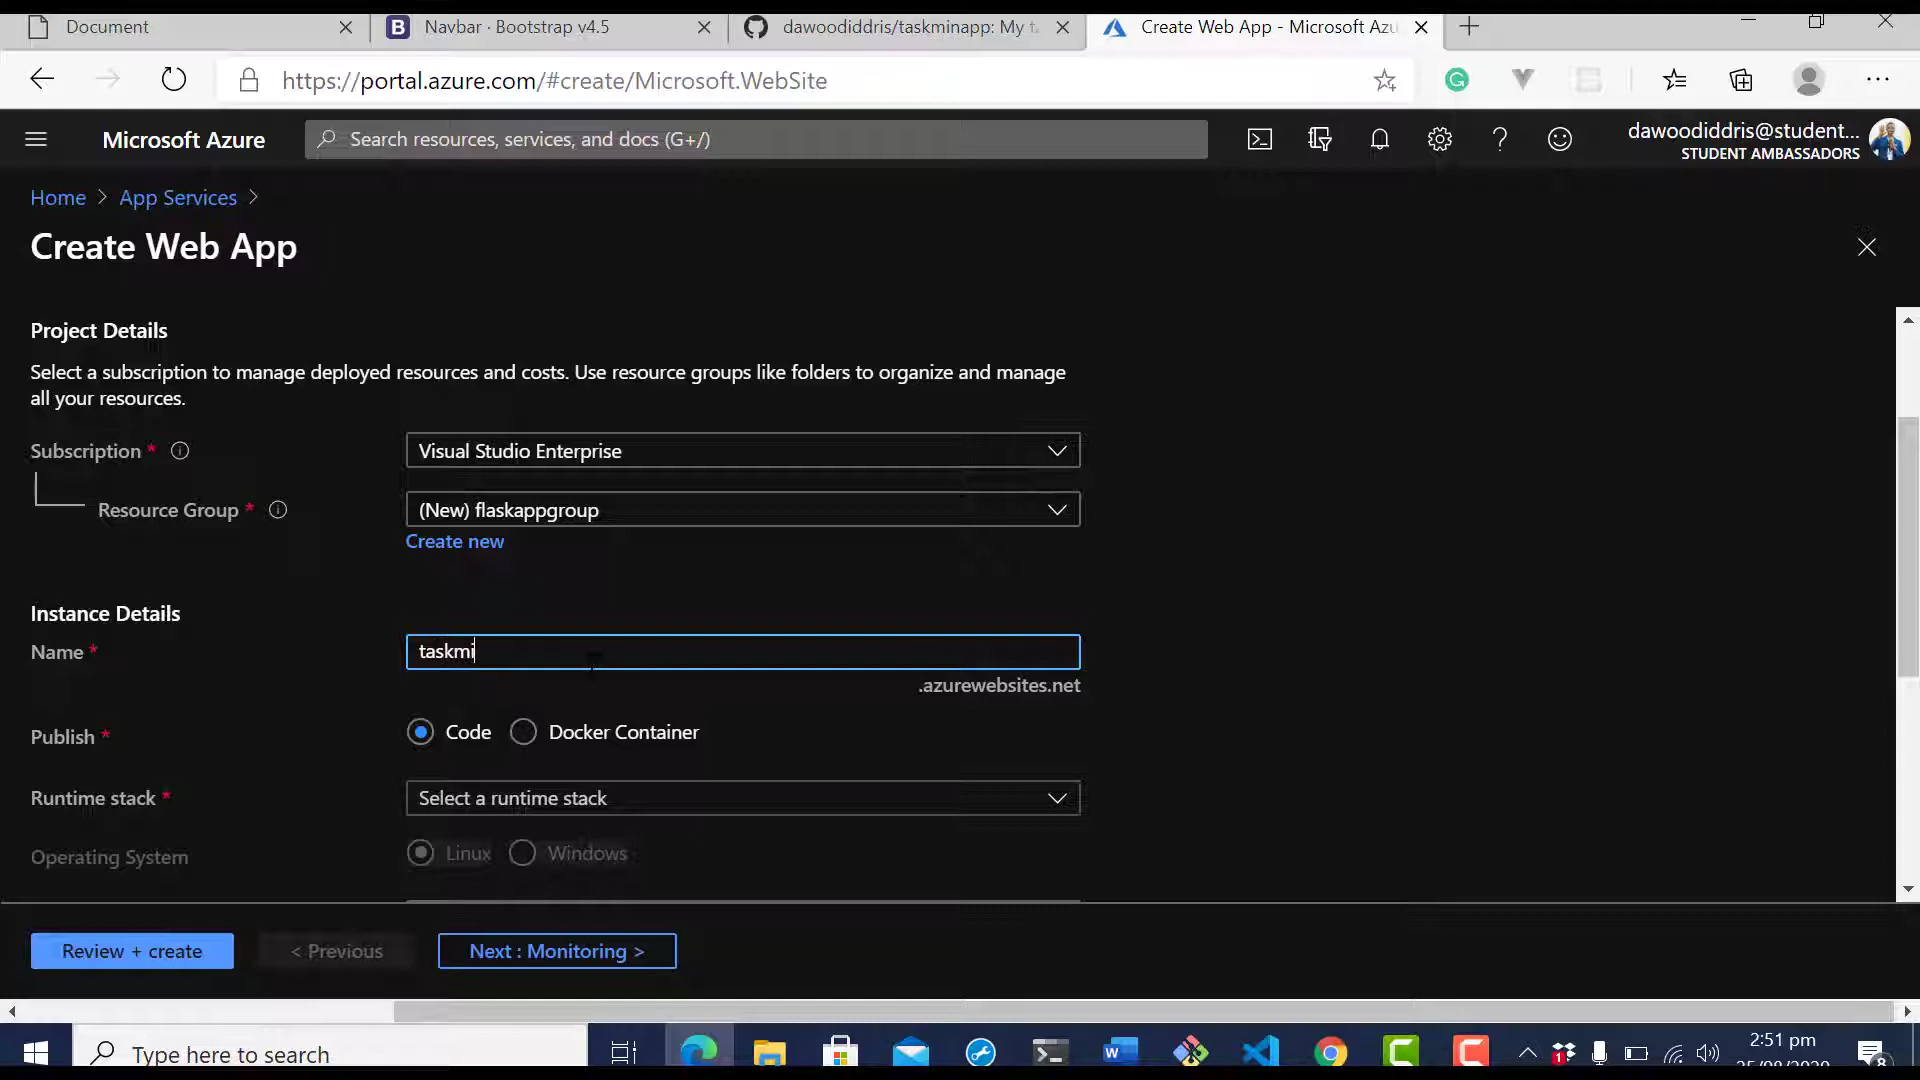 Document
Navbar · Bootstrap v4.5
dawoodiddris/taskminapp: My t
Create Web App - Microsoft Azu
https://portal.azure.com/#create/Microsoft.WebSite
Microsoft Azure
Search resources, services, and docs (G+/)
dawoodiddris@student...
STUDENT AMBASSADORS
Home > App Services >
Create Web App
Project Details
Select a subscription to manage deployed resources and costs. Use resource groups like folders to organize and manage
all your resources.
Subscription *
Visual Studio Enterprise
Resource Group *
(New) flaskappgroup
Create new
Instance Details
Name *
taskmi
.azurewebsites.net
Publish *
Code
Docker Container
Runtime stack *
Select a runtime stack
Operating System
Linux
Windows
Review + create
< Previous
Next : Monitoring >
Type here to search
2:51 pm